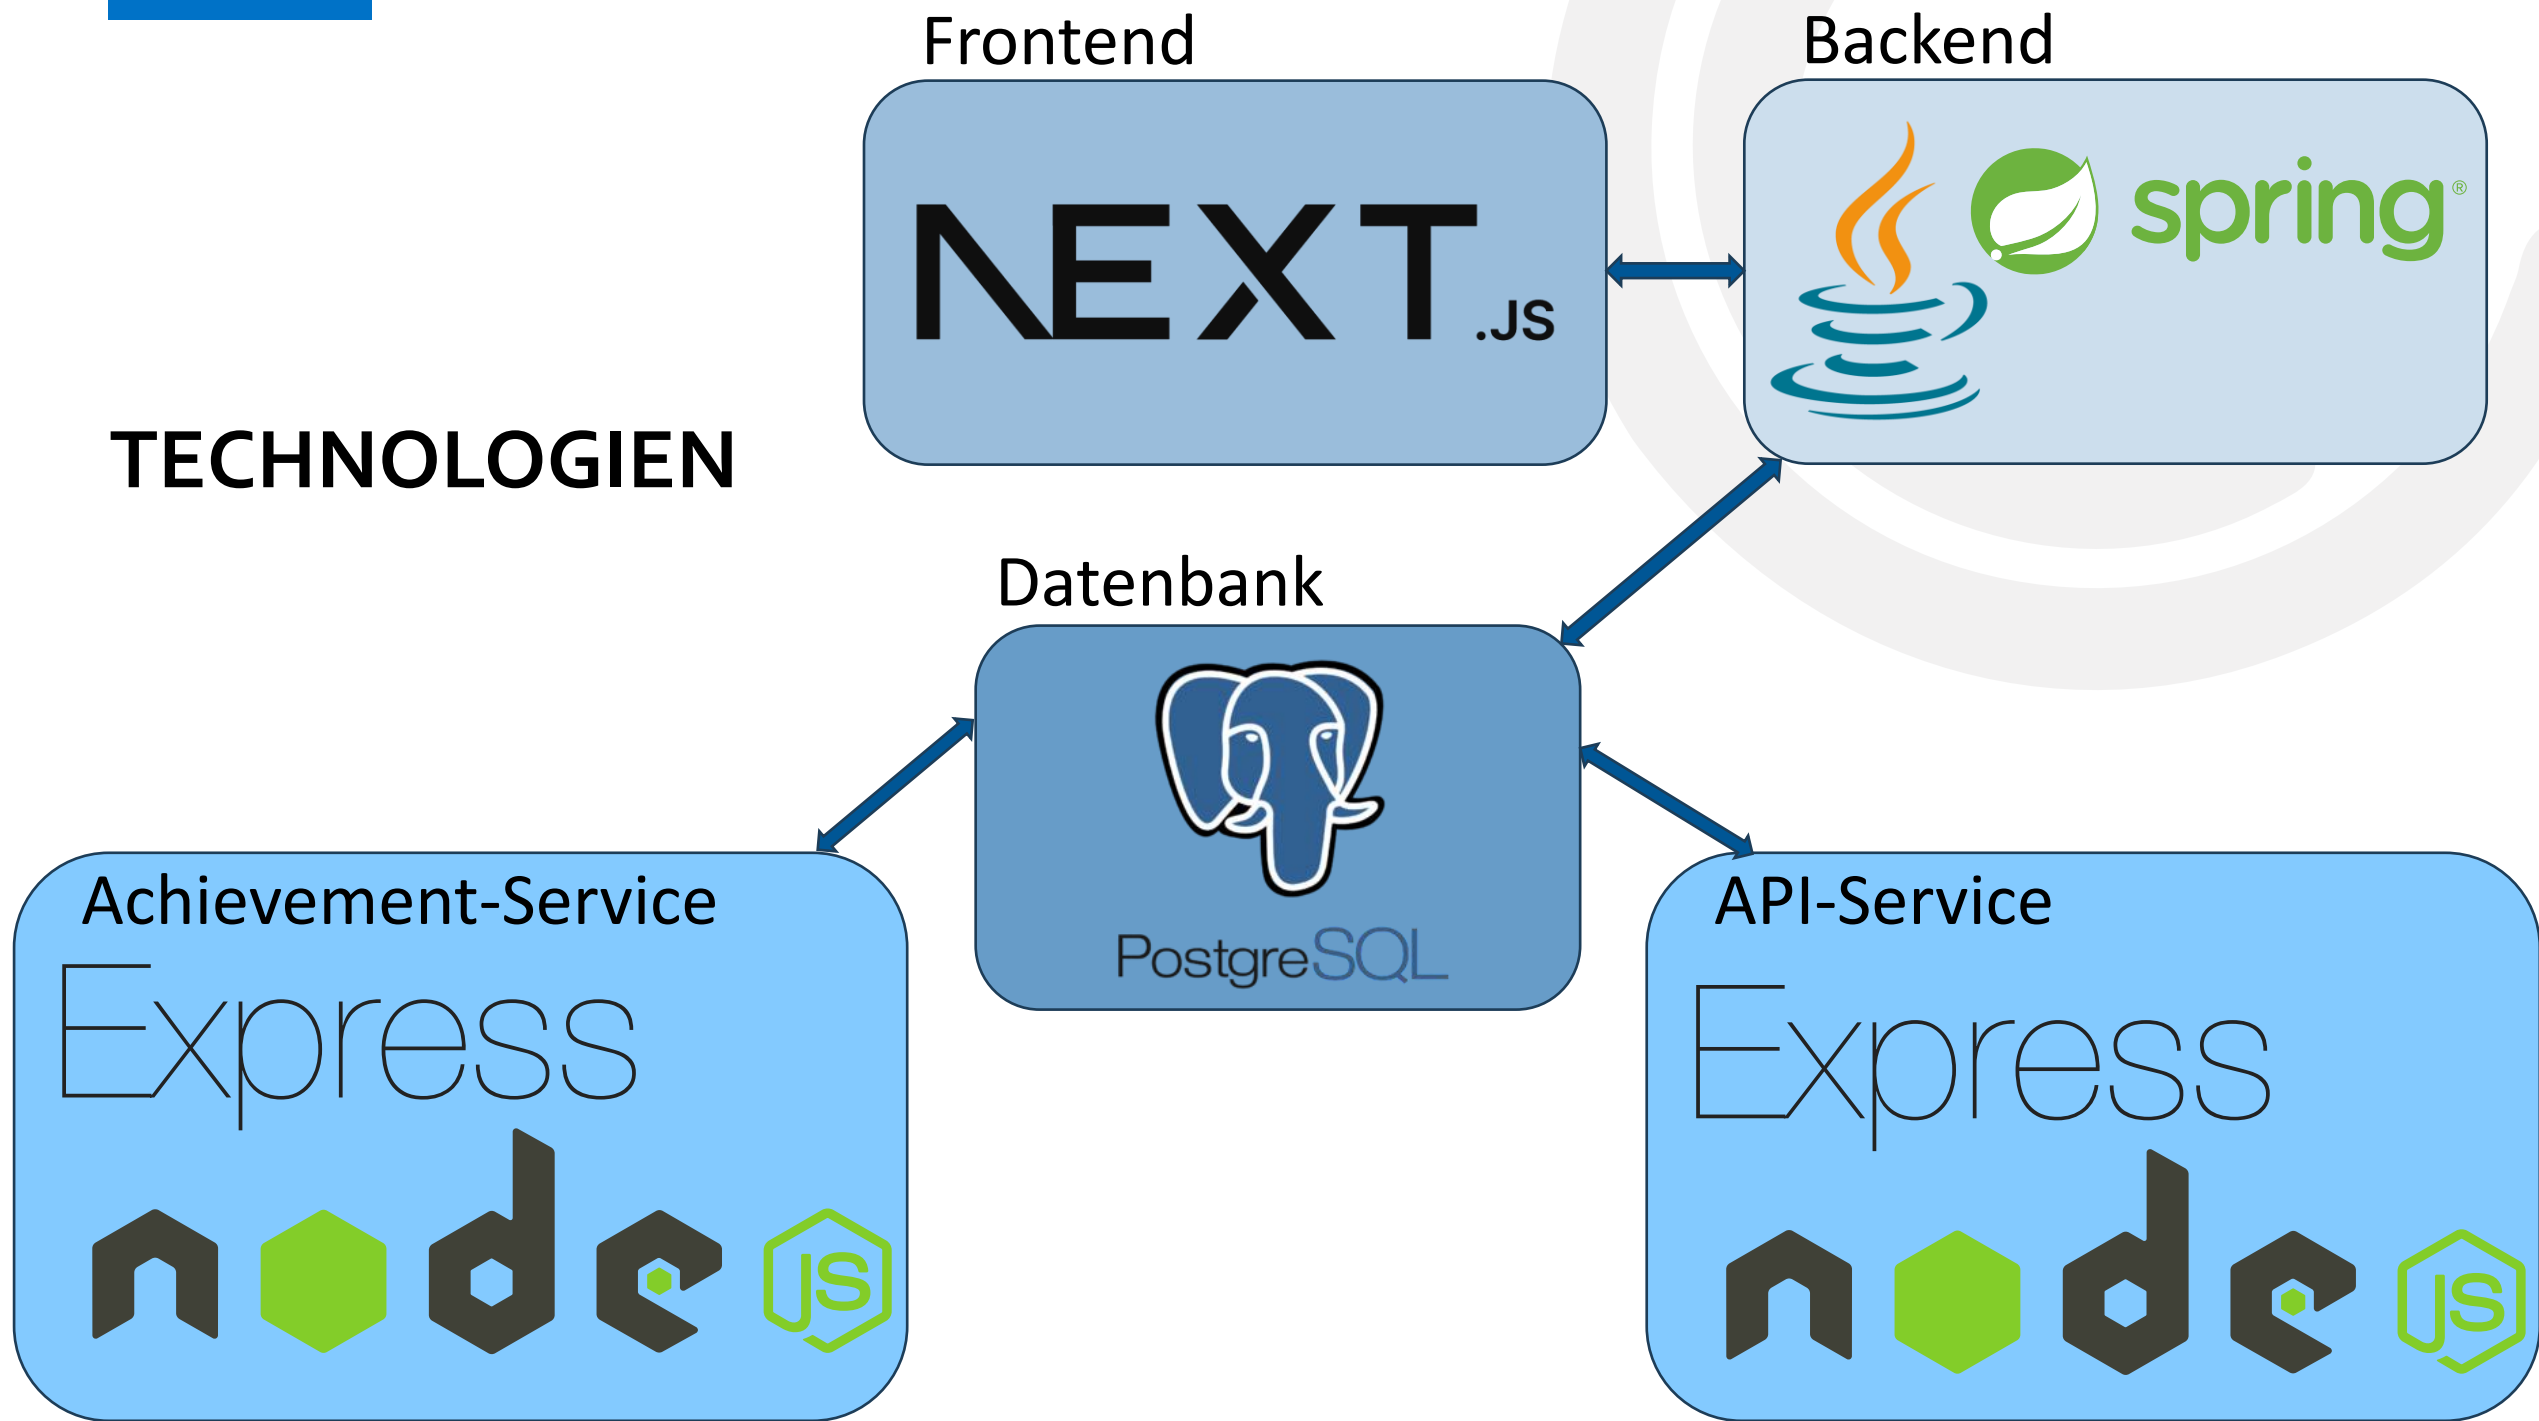 Frontend
Backend
NEXT.JS
spring®
TECHNOLOGIEN
Datenbank
PostgreSQL
Achievement-Service
Express
node
JS
API-Service
Express
node
JS